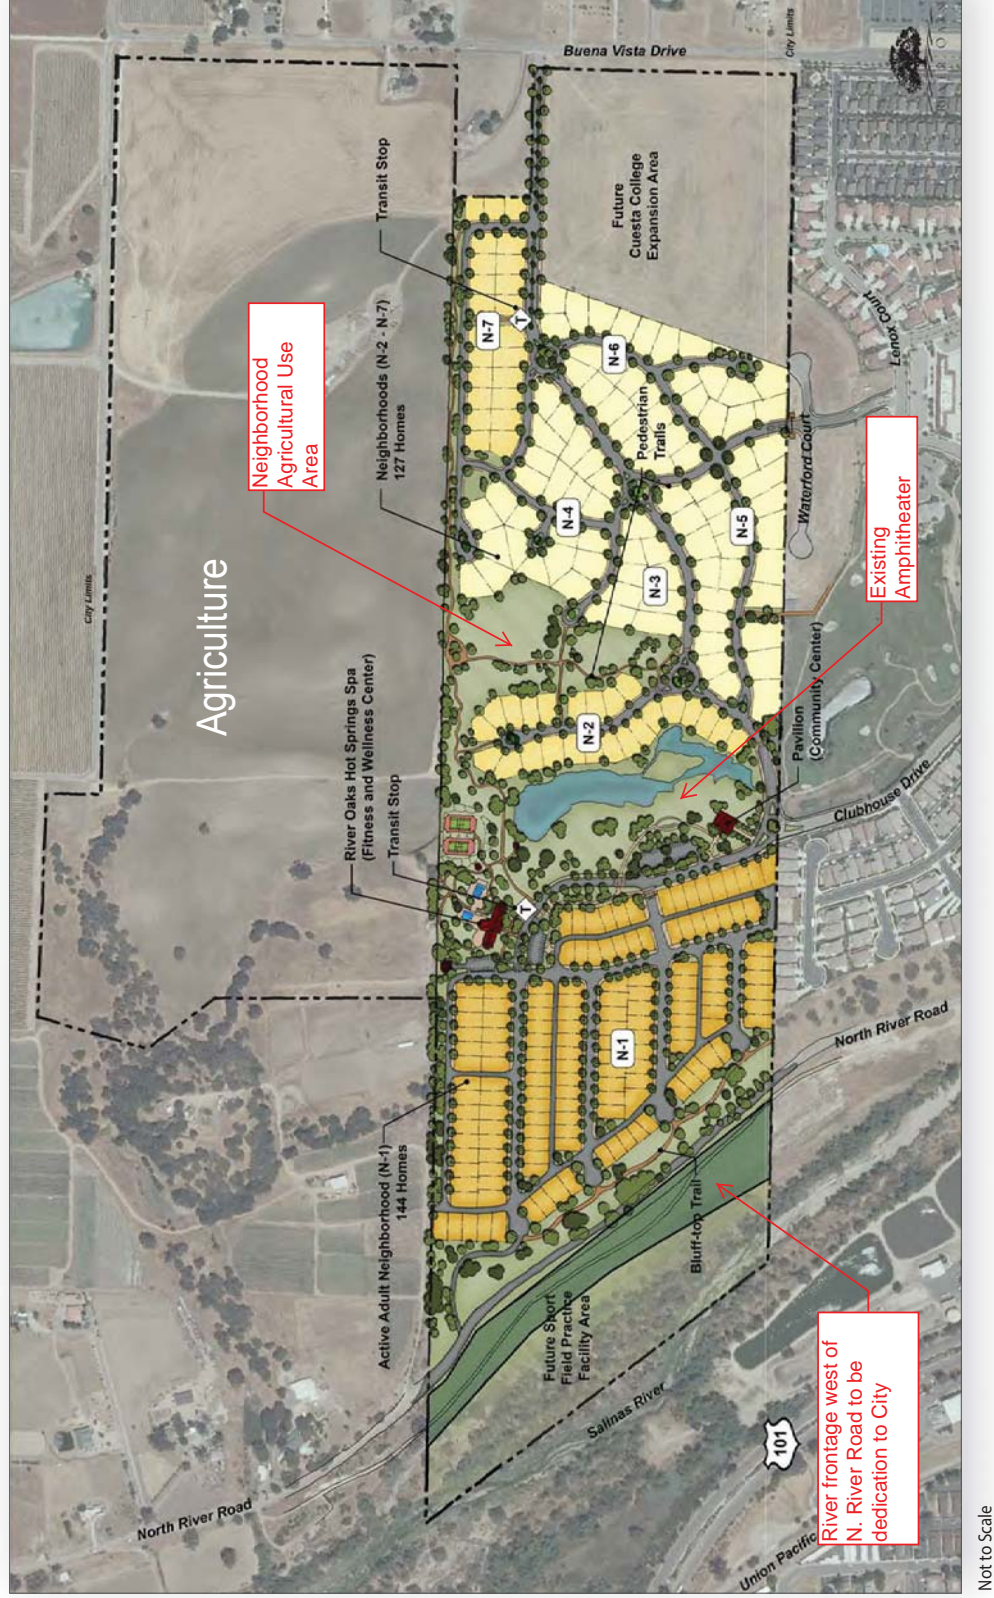 Buena Vista Drive
City Limits
Transit Stop
Future
Cuesta College
Expansion Area
N-7
T
Neighborhood
Agricultural Use
Area
Neighborhoods (N-2 - N-7)
127 Homes
N-6
Lenox Court
Pedestrian
Trails
Waterford Court
N-4
N-5
N-3
Existing
Amphitheater
City Limits
Agriculture
River Oaks Hot Springs Spa
(Fitness and Wellness Center)
Transit Stop
N-2
Pavilion
(Community Center)
Clubhouse Drive
T
N-1
North River Road
Active Adult Neighborhood (N-1)
144 Homes
Bluff-top Trail
Future Sport
Field Practice
Facility Area
Salinas River
River frontage west of
N. River Road to be
dedication to City
101
North River Road
Union Pacific
Not to Scale